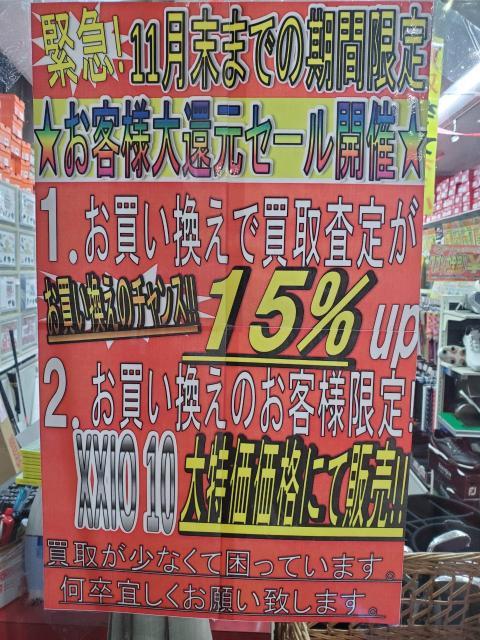 緊急!11月末までの期間限定
★お客様大還元セール開催★
1.お買い換えで買取査定が
お買い換えのチャンス!! 15%up
2.お買い換えのお客様限定!
XXIO 10 大特価価格にて販売!!
買取が少なくて困っています。
何卒宜しくお願い致します。